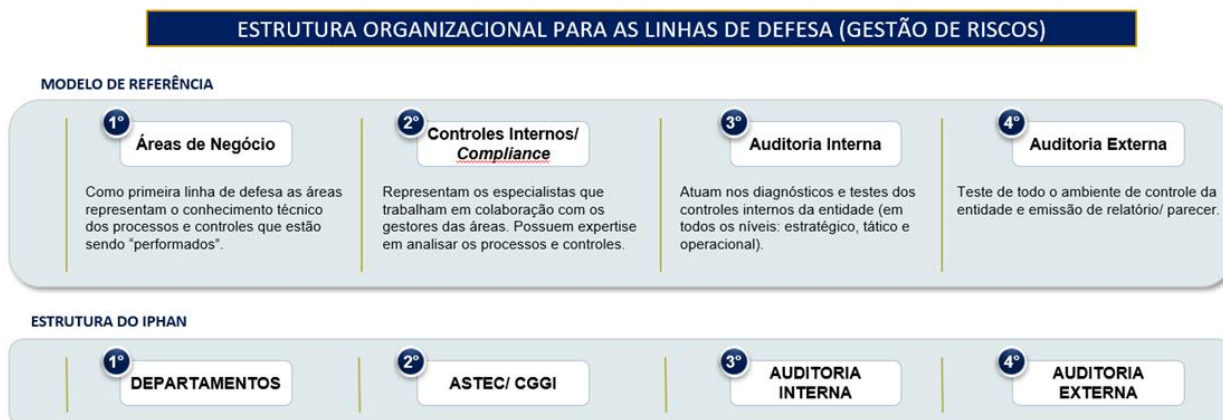 ESTRUTURA ORGANIZACIONAL PARA AS LINHAS DE DEFESA (GESTÃO DE RISCOS)
MODELO DE REFERÊNCIA
1°
Áreas de Negócio
Como primeira linha de defesa as áreas
representam o conhecimento técnico
dos processos e controles que estão
sendo “performados”.
2°
Controles Internos/
Compliance
Representam os especialistas que
trabalham em colaboração com os
gestores das áreas. Possuem expertise
em analisar os processos e controles.
3°
Auditoria Interna
Atuam nos diagnósticos e testes dos
controles internos da entidade (em
todos os níveis: estratégico, tático e
operacional).
4°
Auditoria Externa
Teste de todo o ambiente de controle da
entidade e emissão de relatório/ parecer.
ESTRUTURA DO IPHAN
1°
DEPARTAMENTOS
2°
ASTEC/ CGGI
3°
AUDITORIA
INTERNA
4°
AUDITORIA
EXTERNA